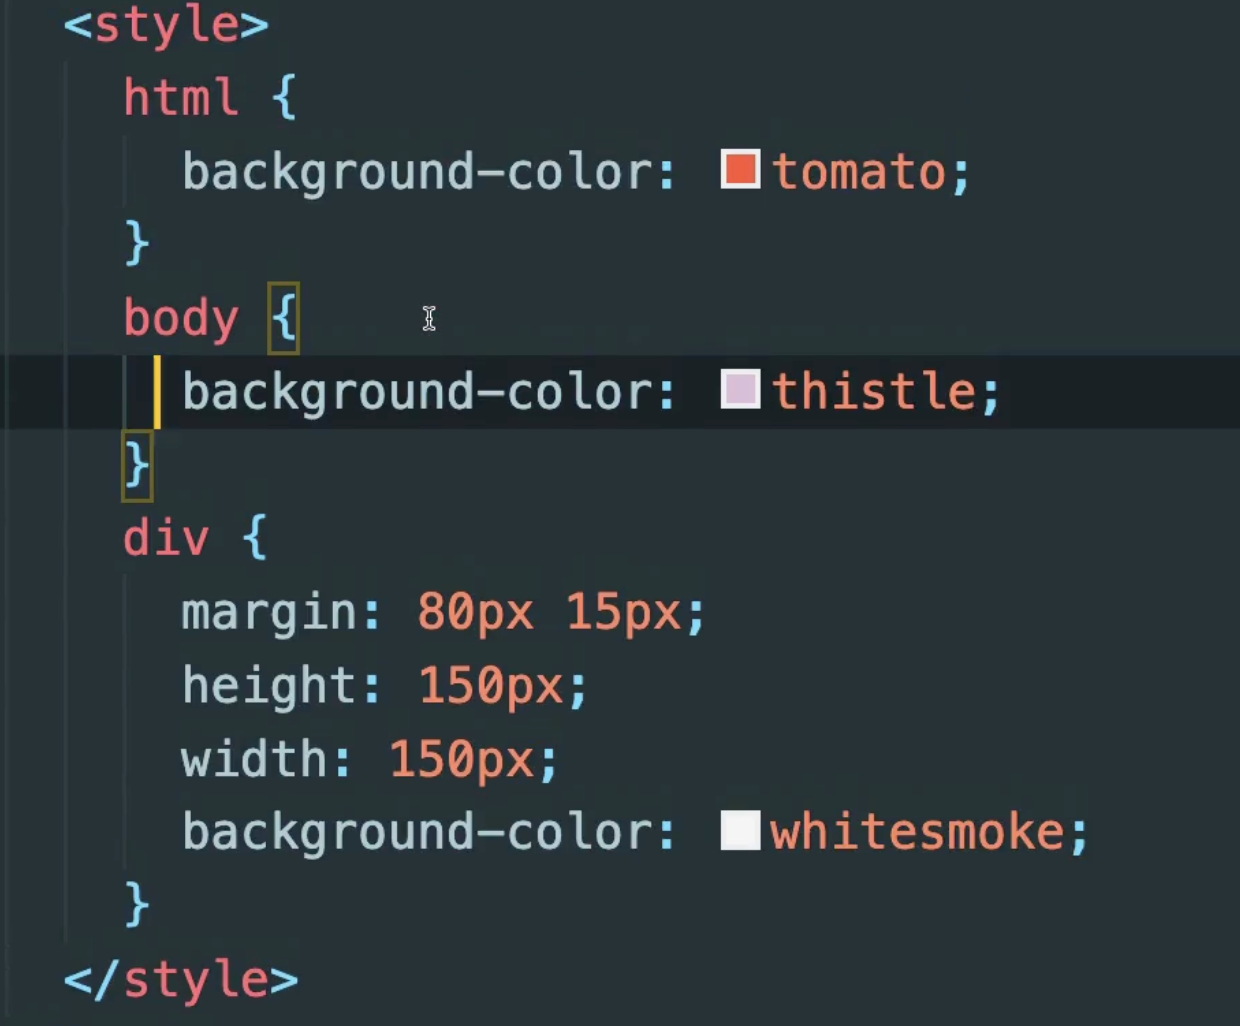 <style>
html {
background-color: tomato;
}
body {
background-color: thistle;
}
div {
margin: 80px 15px;
height: 150px;
width: 150px;
background-color: whitesmoke;
}
</style>